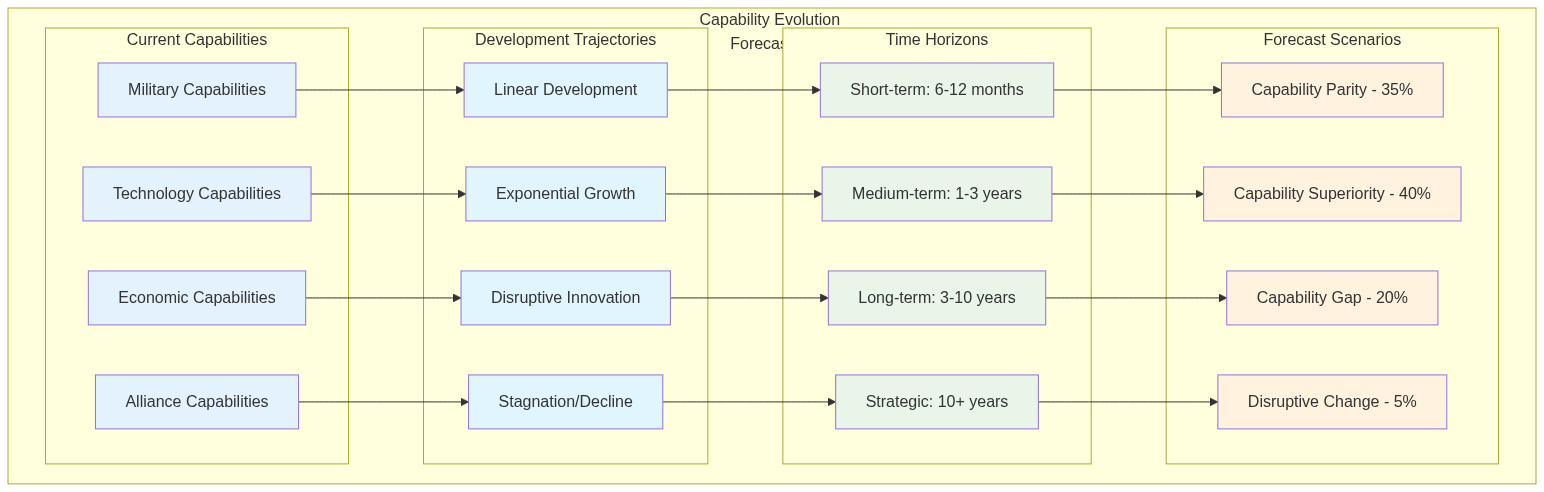 Capability Evolution
Current Capabilities
Development Trajectories
Time Horizons
Forecast Scenarios
Military Capabilities
Linear Development
Short-term: 6-12 months
Capability Parity - 35%
Technology Capabilities
Exponential Growth
Medium-term: 1-3 years
Capability Superiority - 40%
Economic Capabilities
Disruptive Innovation
Long-term: 3-10 years
Capability Gap - 20%
Alliance Capabilities
Stagnation/Decline
Strategic: 10+ years
Disruptive Change - 5%